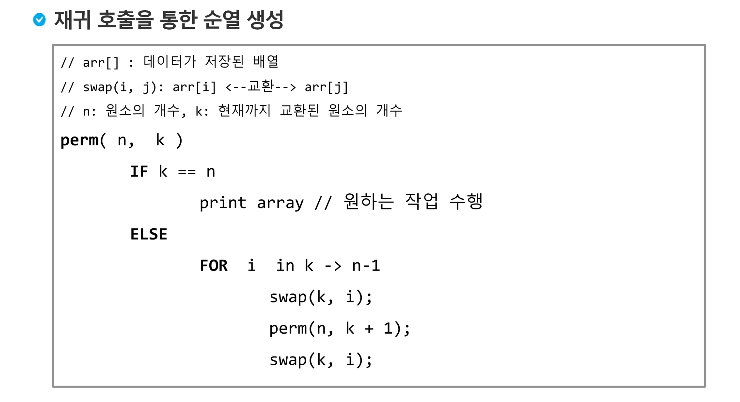 재귀 호출을 통한 순열 생성
// arr[] : 데이터가 저장된 배열
// swap(i, j): arr[i] <--교환--> arr[j]
// n: 원소의 개수, k: 현재까지 교환된 원소의 개수
perm( n, k )
IF k == n
print array // 원하는 작업 수행
ELSE
FOR i in k -> n-1
swap(k, i);
perm(n, k + 1);
swap(k, i);